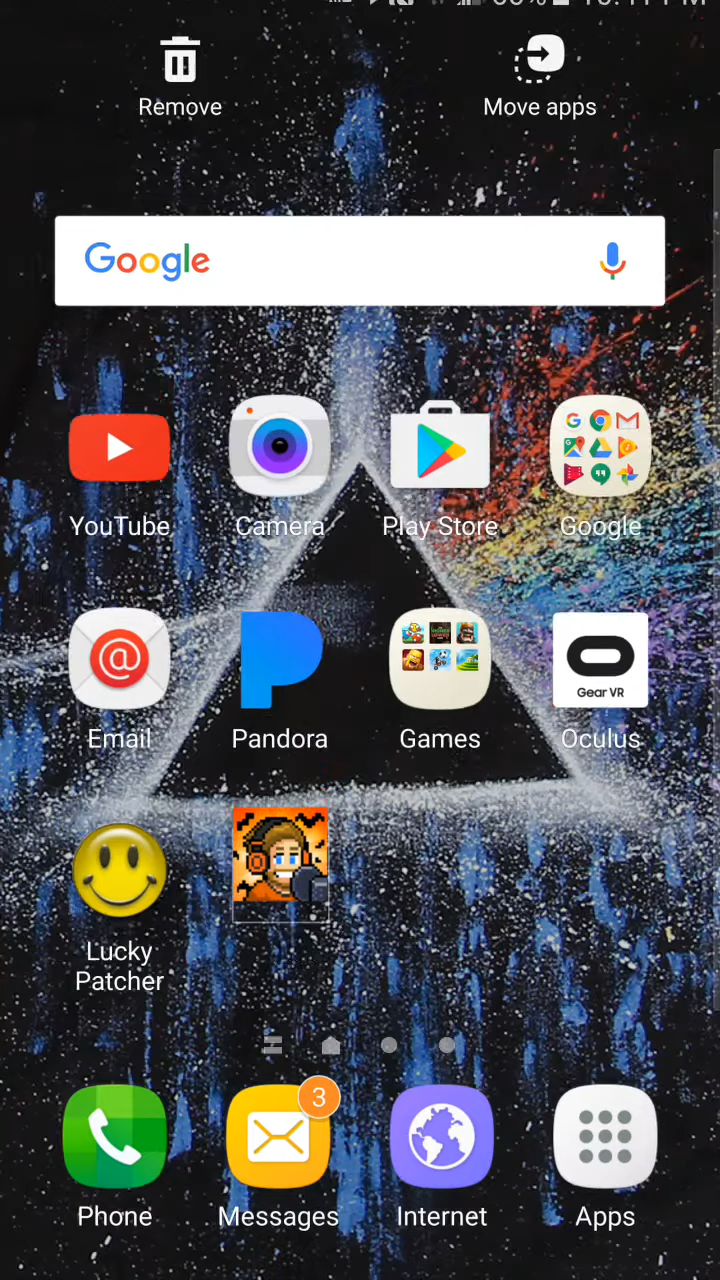 Remove
Move apps
Google
YouTube
Camera
Play Store
Google
Gear VR
Email
Pandora
Games
Oculus
Lucky
Patcher
3
Phone
Messages
Internet
Apps